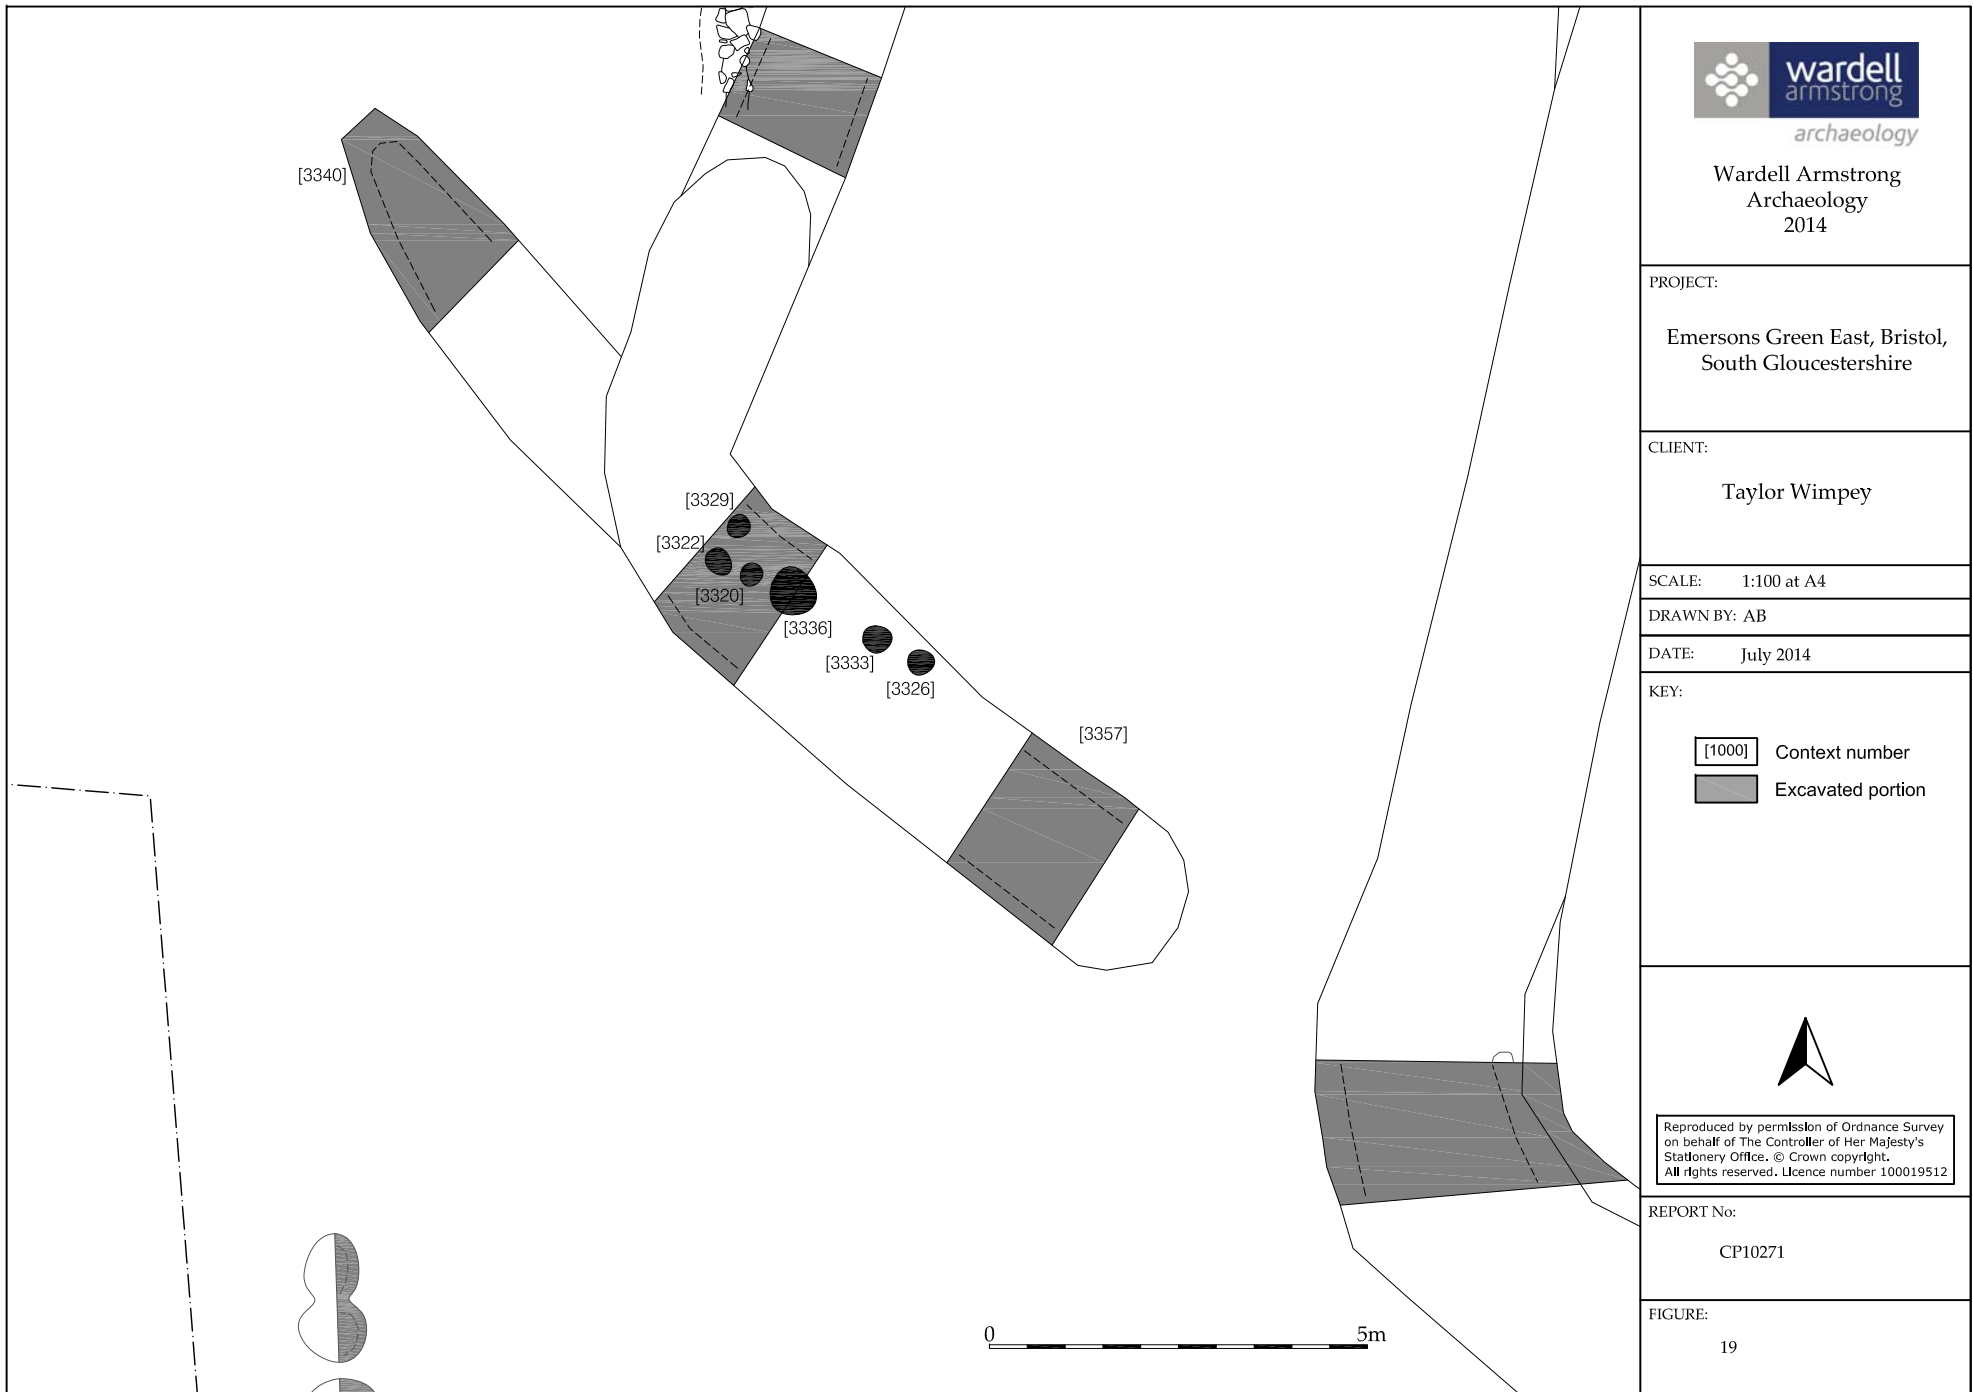 [3340]
[3329]
[3322]
[3320]
[3336]
[3333]
[3326]
[3357]
0 5m
wardell
armstrong
archaeology
Wardell Armstrong
Archaeology
2014
PROJECT:
Emersons Green East, Bristol,
South Gloucestershire
CLIENT:
Taylor Wimpey
SCALE: 1:100 at A4
DRAWN BY: AB
DATE: July 2014
KEY:
[1000] Context number
Excavated portion
Reproduced by permission of Ordnance Survey
on behalf of The Controller of Her Majesty's
Stationery Office. © Crown copyright.
All rights reserved. Licence number 100019512
REPORT No:
CP10271
FIGURE:
19